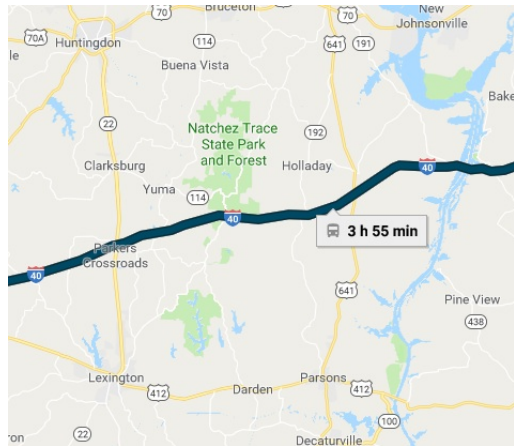 Bruceton
70
New
Johnsonville
70A
Huntingdon
114
641
191
Buena Vista
22
Natchez Trace
State Park
and Forest
192
Clarksburg
Holladay
40
Yuma
114
40
3 h 55 min
Parkers
Crossroads
40
641
Pine View
438
Lexington
412
Darden
Parsons
412
100
22
Decaturville